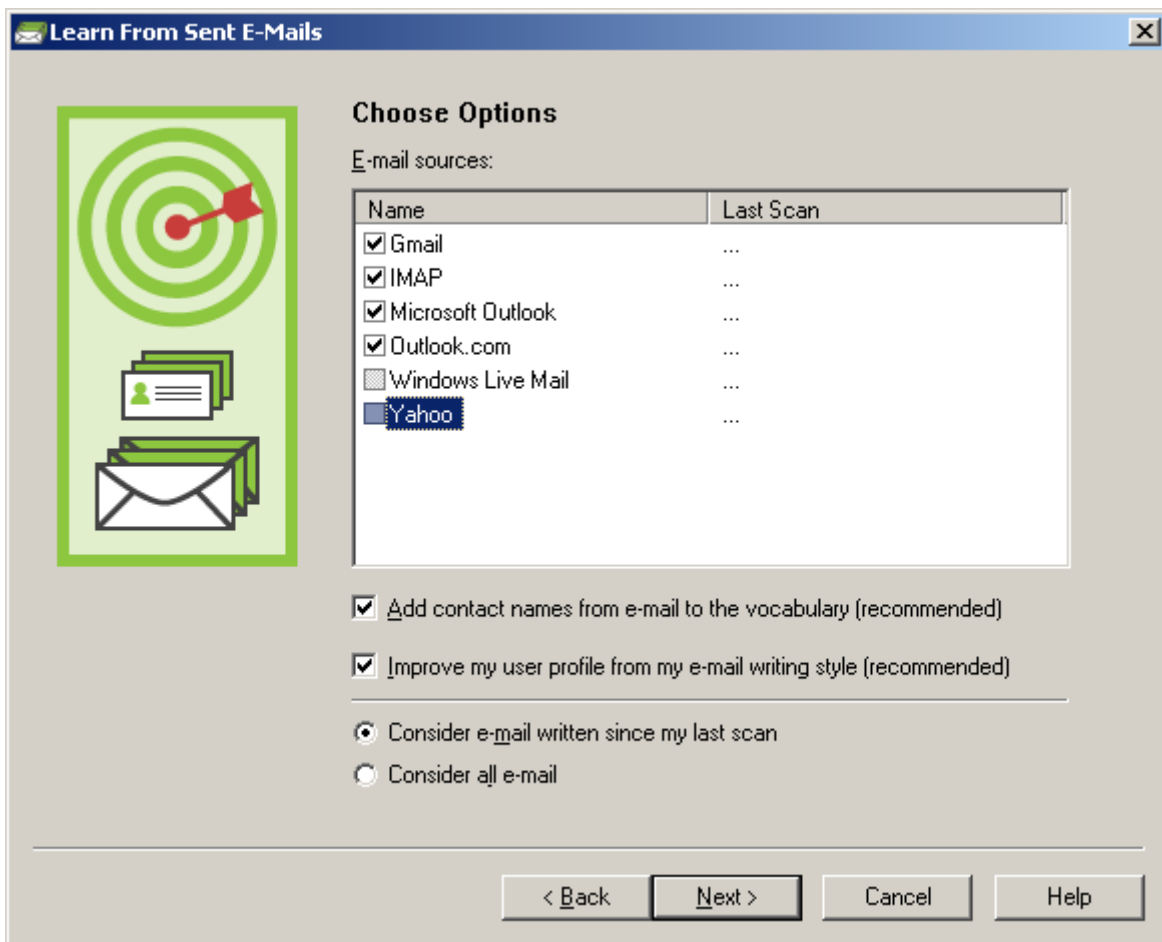 Learn From Sent E-Mails
Choose Options
E-mail sources:
Name Last Scan
Gmail ...
IMAP ...
Microsoft Outlook ...
Outlook.com ...
Windows Live Mail ...
Yahoo ...
Add contact names from e-mail to the vocabulary (recommended)
Improve my user profile from my e-mail writing style (recommended)
Consider e-mail written since my last scan
Consider all e-mail
< Back Next > Cancel Help